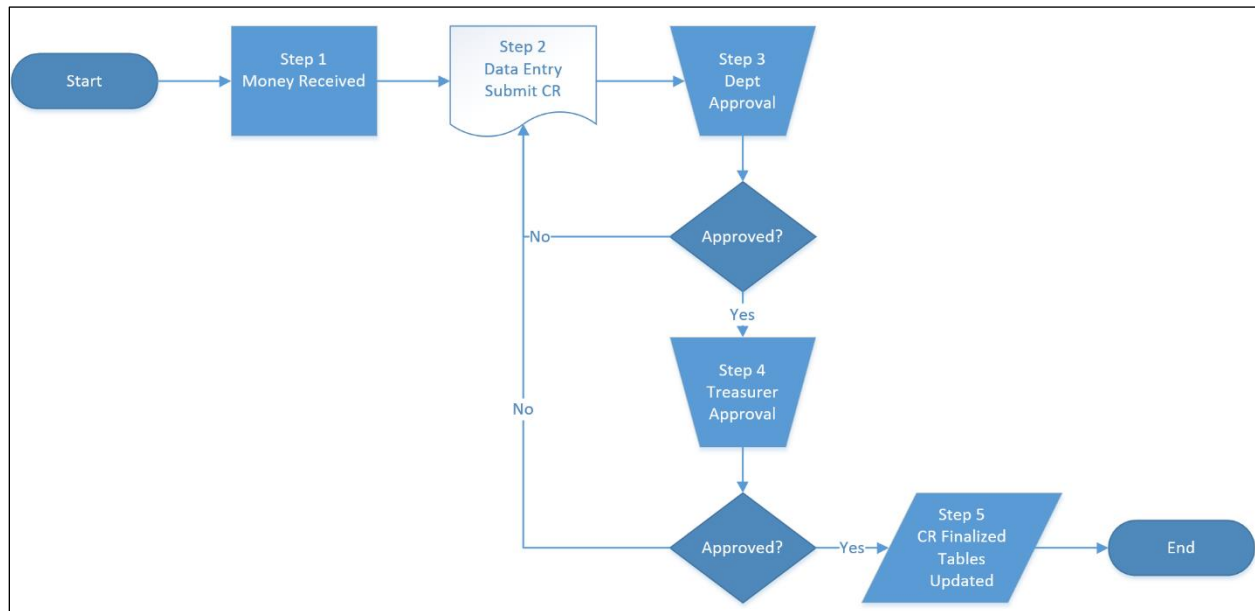 Start
Step 1
Money Received
Step 2
Data Entry
Submit CR
Step 3
Dept
Approval
Approved?
No
Yes
Step 4
Treasurer
Approval
No
Approved?
Yes
Step 5
CR Finalized
Tables
Updated
End